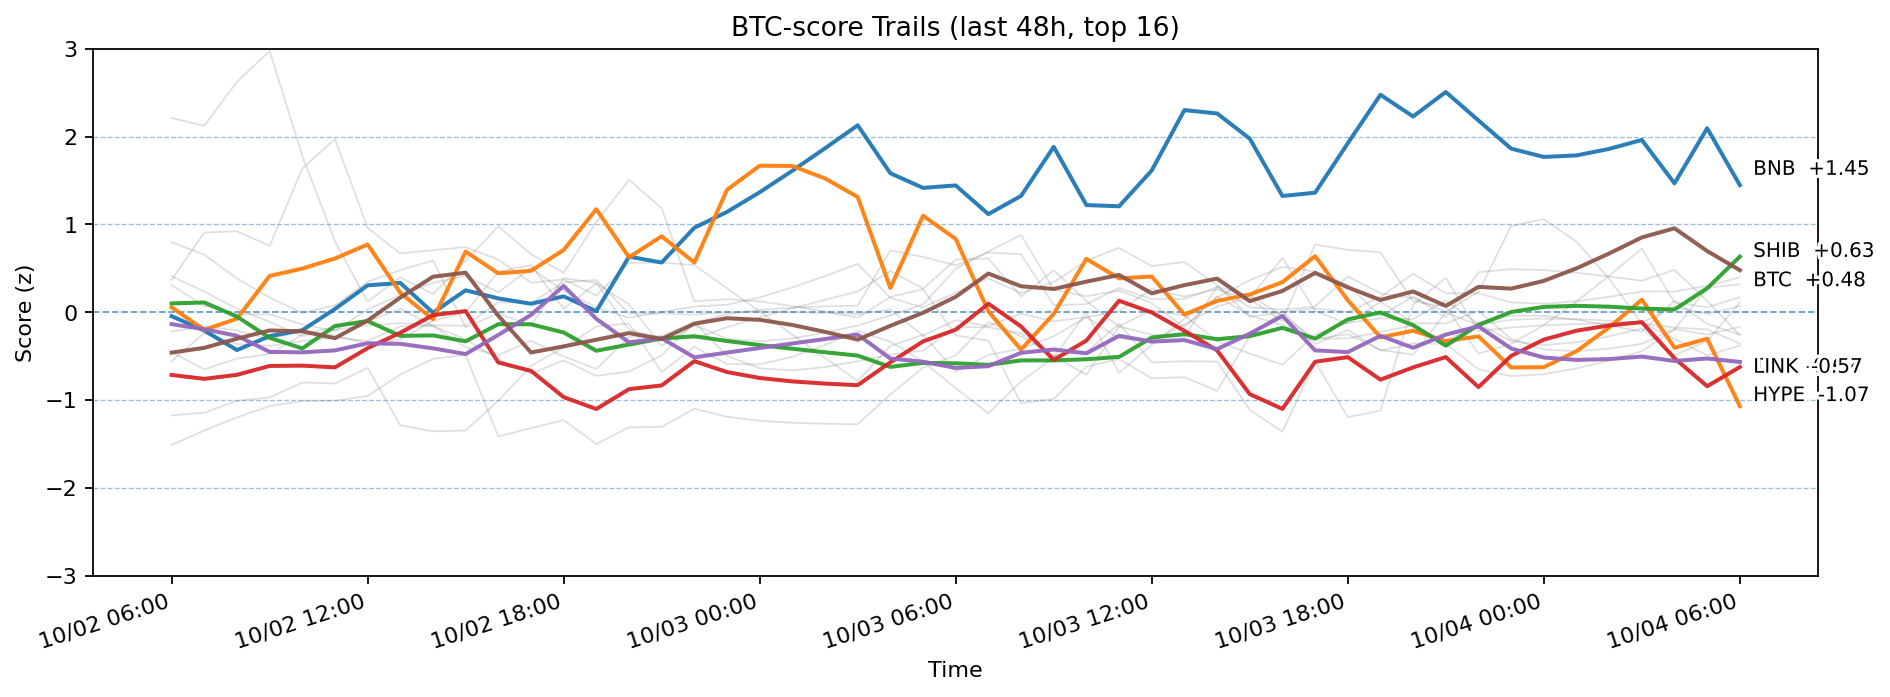 BTC-score Trails (last 48h, top 16)
Score (z)
3
2
1
0
−1
−2
−3
BNB +1.45
SHIB +0.63
BTC +0.48
LINK -0.57
HYPE -1.07
10/02 06:00
10/02 12:00
10/02 18:00
10/03 00:00
10/03 06:00
10/03 12:00
10/03 18:00
10/04 00:00
10/04 06:00
Time